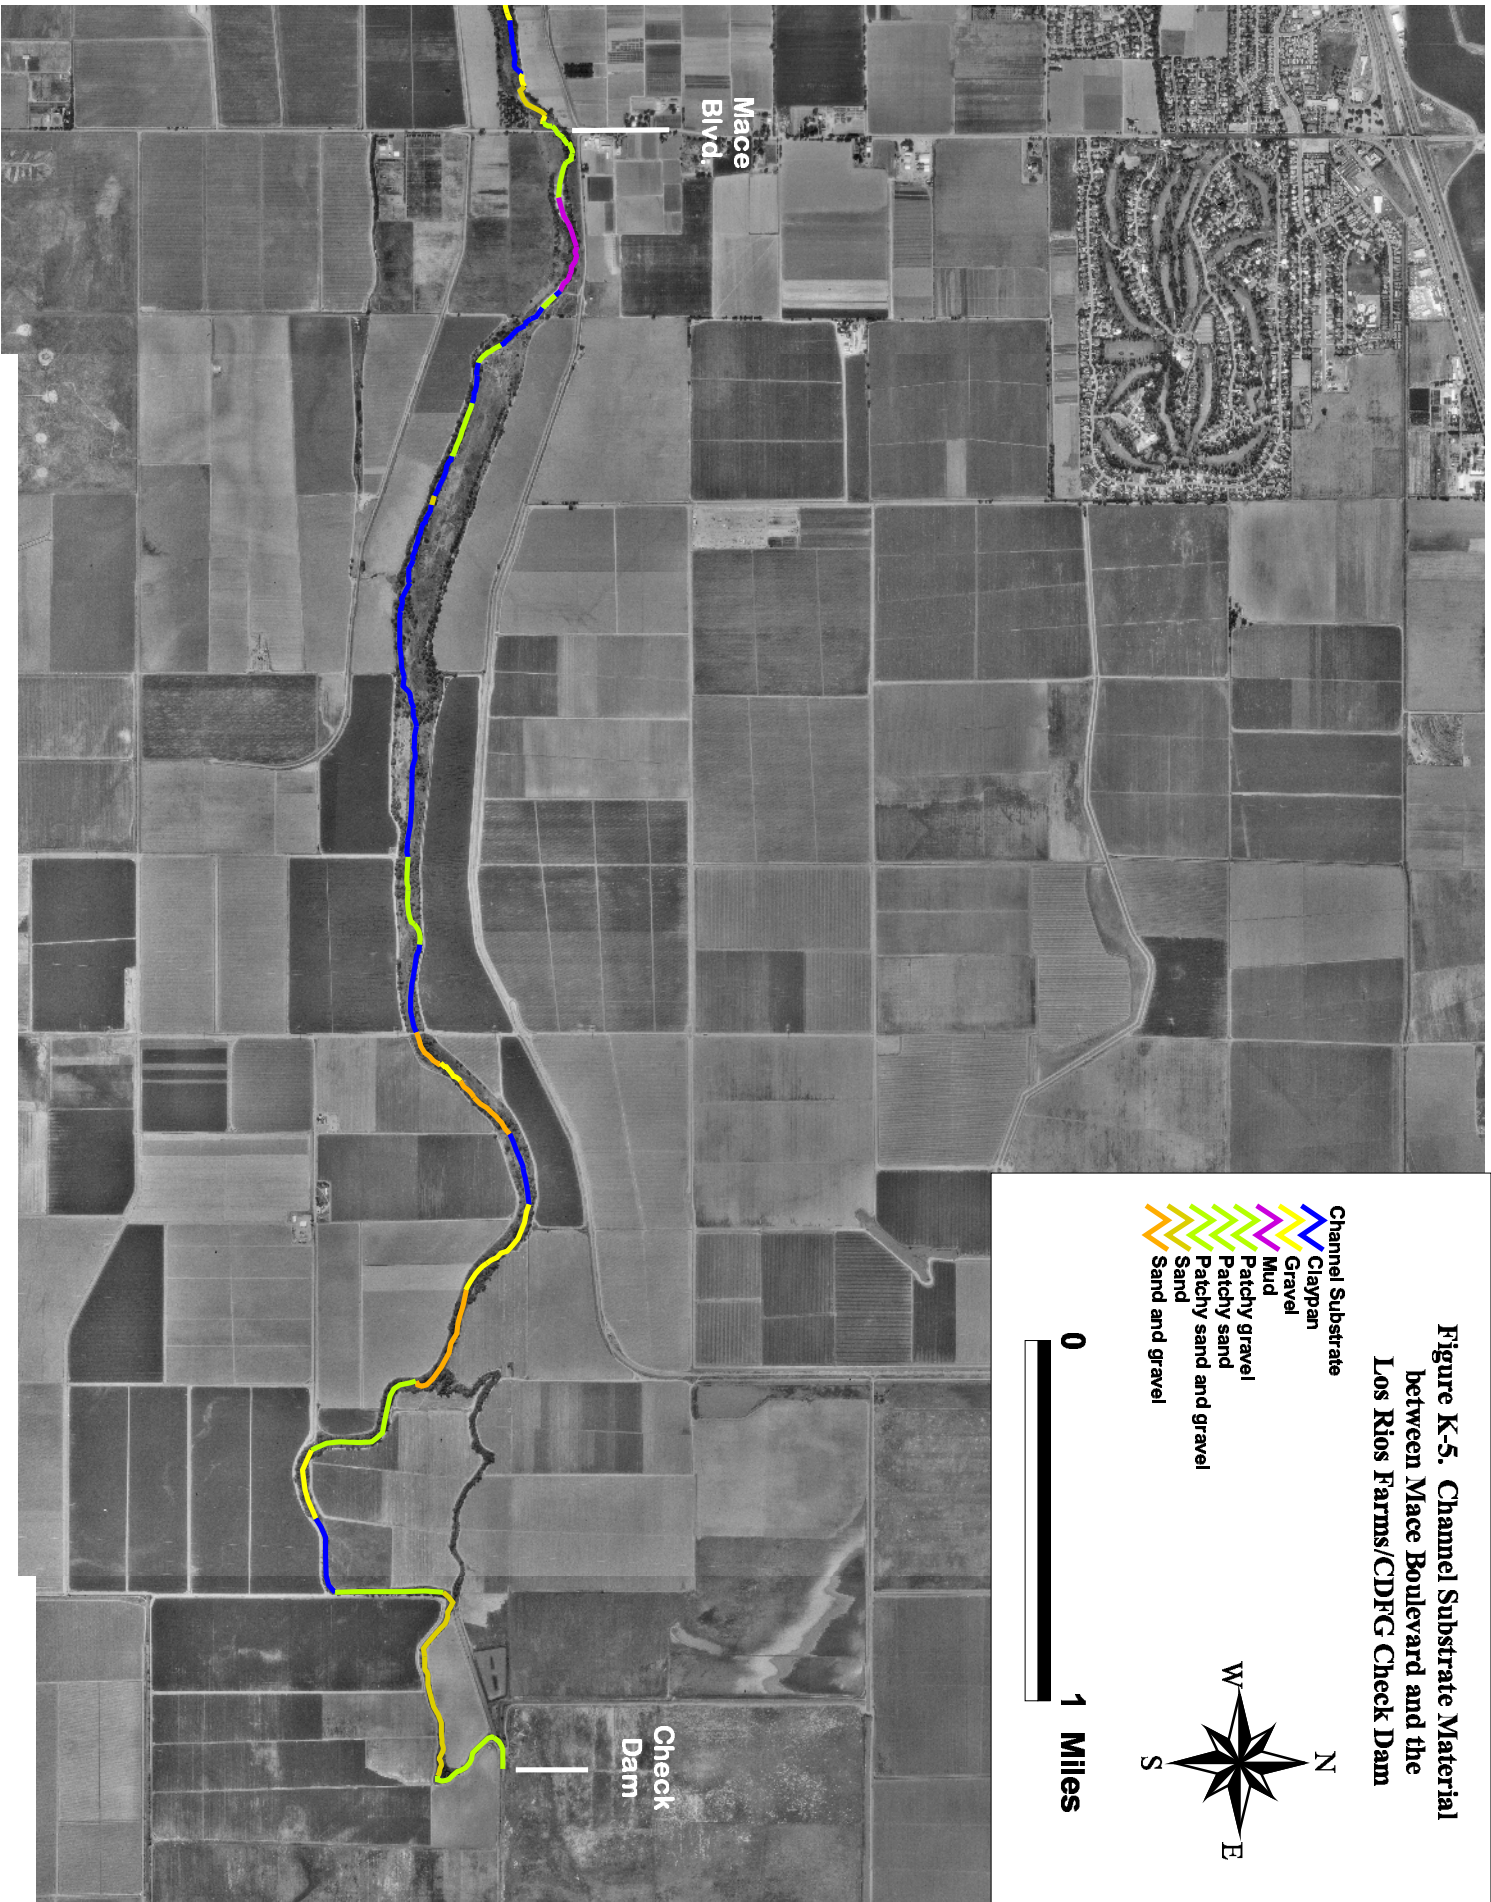 Figure K-5. Channel Substrate Material
between Mace Boulevard and the
Los Rios Farms/CDFG Check Dam
Channel Substrate
Claypan
Gravel
Mud
Patchy gravel
Patchy sand
Patchy sand and gravel
Sand
Sand and gravel
0
1 Miles
N
W
E
S
Mace
Blvd.
Check
Dam